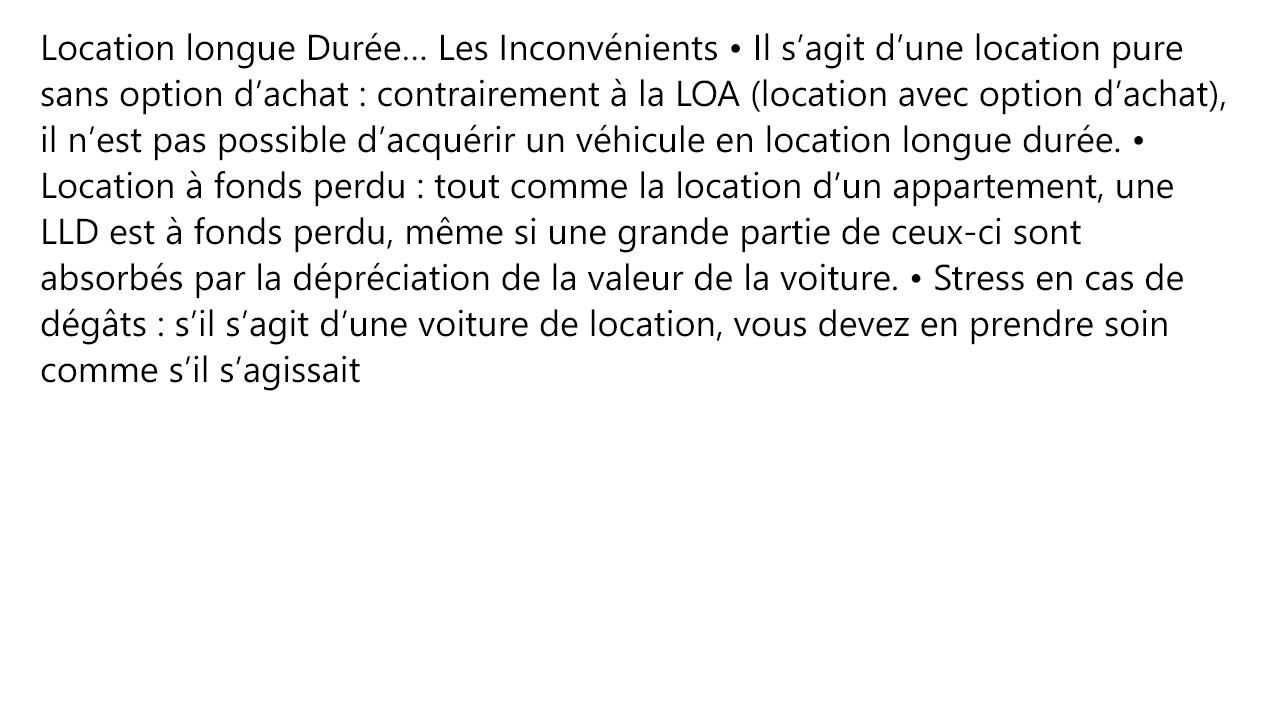 Location longue Durée... Les Inconvénients • Il s’agit d’une location pure
sans option d’achat : contrairement à la LOA (location avec option d’achat),
il n’est pas possible d’acquérir un véhicule en location longue durée. •
Location à fonds perdu : tout comme la location d’un appartement, une
LLD est à fonds perdu, même si une grande partie de ceux-ci sont
absorbés par la dépréciation de la valeur de la voiture. • Stress en cas de
dégâts : s’il s’agit d’une voiture de location, vous devez en prendre soin
comme s’il s’agissait